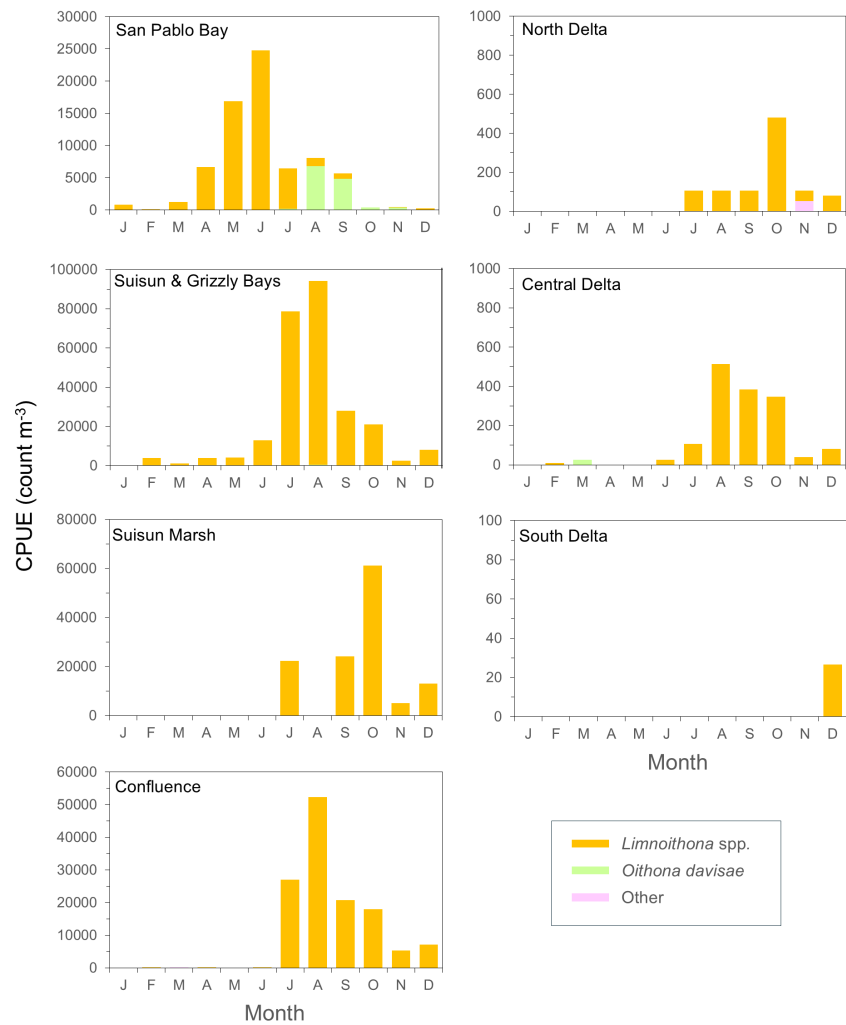 San Pablo Bay
30000
25000
20000
15000
10000
5000
0
J F M A M J J A S O N D
North Delta
1000
800
600
400
200
0
J F M A M J J A S O N D
Suisun & Grizzly Bays
100000
80000
60000
40000
20000
0
J F M A M J J A S O N D
Central Delta
1000
800
600
400
200
0
J F M A M J J A S O N D
CPUE (count m-3)
Suisun Marsh
80000
60000
40000
20000
0
J F M A M J J A S O N D
South Delta
100
80
60
40
20
0
J F M A M J J A S O N D
Month
Confluence
60000
50000
40000
30000
20000
10000
0
J F M A M J J A S O N D
Month
Limnoithona spp.
Oithona davisae
Other